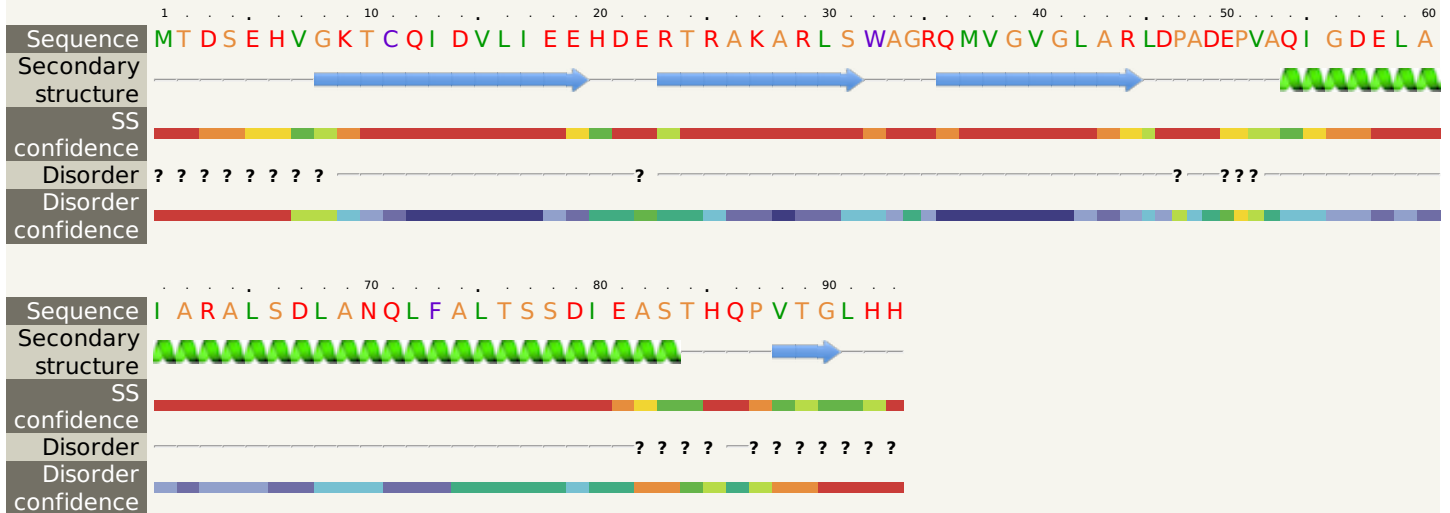 1 10 20 30 40 50 60
Sequence M T D S E H V G K T C Q I D V L I E E H D E R T R A K A R L S W A G R Q M V G V G L A R L D P A D E P V A Q I G D E L A
Secondary
structure
SS
confidence
Disorder ? ? ? ? ? ? ? ? ? ? ? ? ?
Disorder
confidence
70 80 90
Sequence I A R A L S D L A N Q L F A L T S S D I E A S T H Q P V T G L H H
Secondary
structure
SS
confidence
Disorder ? ? ? ? ? ? ? ? ? ? ?
Disorder
confidence